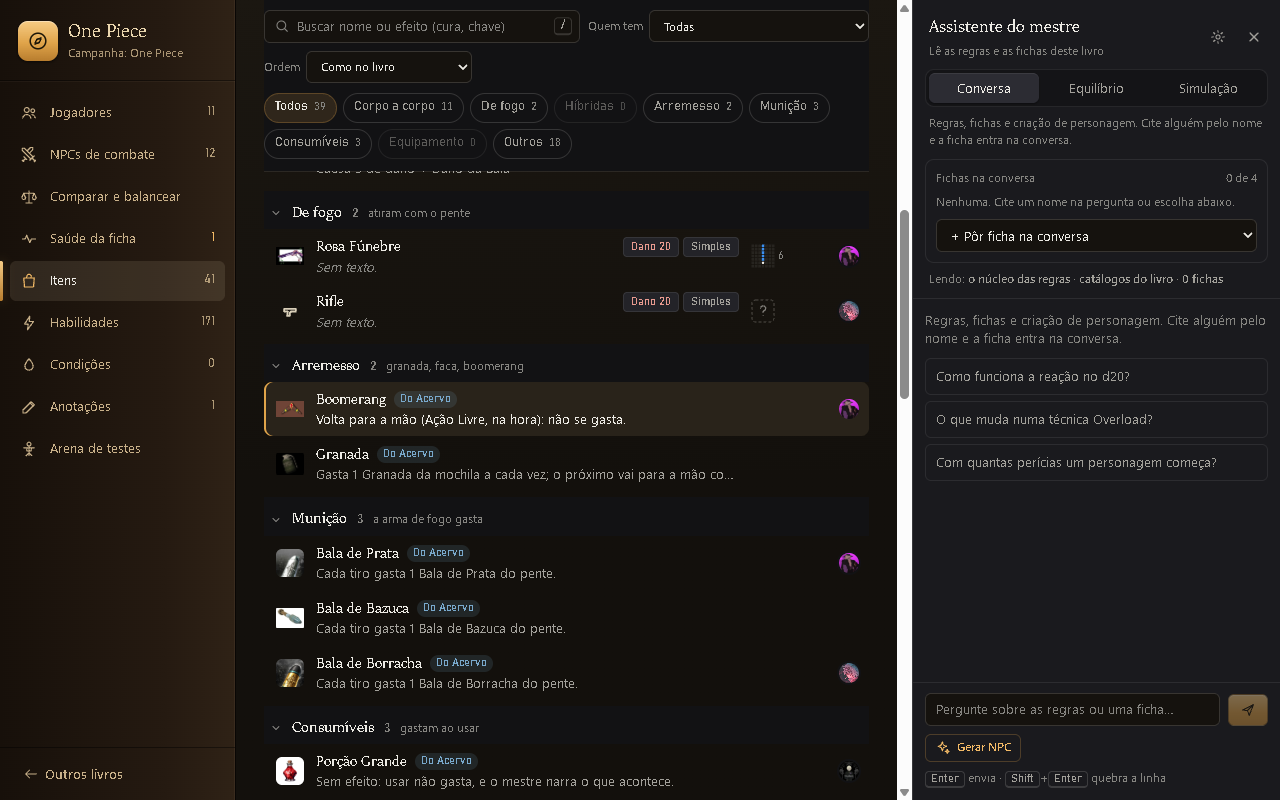 One Piece
Campanha: One Piece
Jogadores 11
NPCs de combate 12
Comparar e balancear
Saúde da ficha 1
Itens 41
Habilidades 171
Condições 0
Anotações 1
Arena de testes
Outros livros
Buscar nome ou efeito (cura, chave) /
Quem tem Todas
Ordem Como no livro
Todos 39 Corpo a corpo 11 De fogo 2 Híbridas 0 Arremesso 2 Munição 3
Consumíveis 3 Equipamento 0 Outros 18
De fogo 2 atiram com o pente
Rosa Fúnebre Dano 20 Simples 6
Sem texto.
Rifle Dano 20 Simples ?
Sem texto.
Arremesso 2 granada, faca, boomerang
Boomerang Do Acervo
Volta para a mão (Ação Livre, na hora): não se gasta.
Granada Do Acervo
Gasta 1 Granada da mochila a cada vez; o próximo vai para a mão co...
Munição 3 a arma de fogo gasta
Bala de Prata Do Acervo
Cada tiro gasta 1 Bala de Prata do pente.
Bala de Bazuca Do Acervo
Cada tiro gasta 1 Bala de Bazuca do pente.
Bala de Borracha Do Acervo
Cada tiro gasta 1 Bala de Borracha do pente.
Consumíveis 3 gastam ao usar
Porção Grande Do Acervo
Sem efeito: usar não gasta, e o mestre narra o que acontece.
Assistente do mestre
Lê as regras e as fichas deste livro
Conversa Equilíbrio Simulação
Regras, fichas e criação de personagem. Cite alguém pelo nome
e a ficha entra na conversa.
Fichas na conversa 0 de 4
Nenhuma. Cite um nome na pergunta ou escolha abaixo.
+ Pôr ficha na conversa
Lendo: o núcleo das regras · catálogos do livro · 0 fichas
Regras, fichas e criação de personagem. Cite alguém pelo
nome e a ficha entra na conversa.
Como funciona a reação no d20?
O que muda numa técnica Overload?
Com quantas perícias um personagem começa?
Pergunte sobre as regras ou uma ficha...
Gerar NPC
Enter envia · Shift + Enter quebra a linha